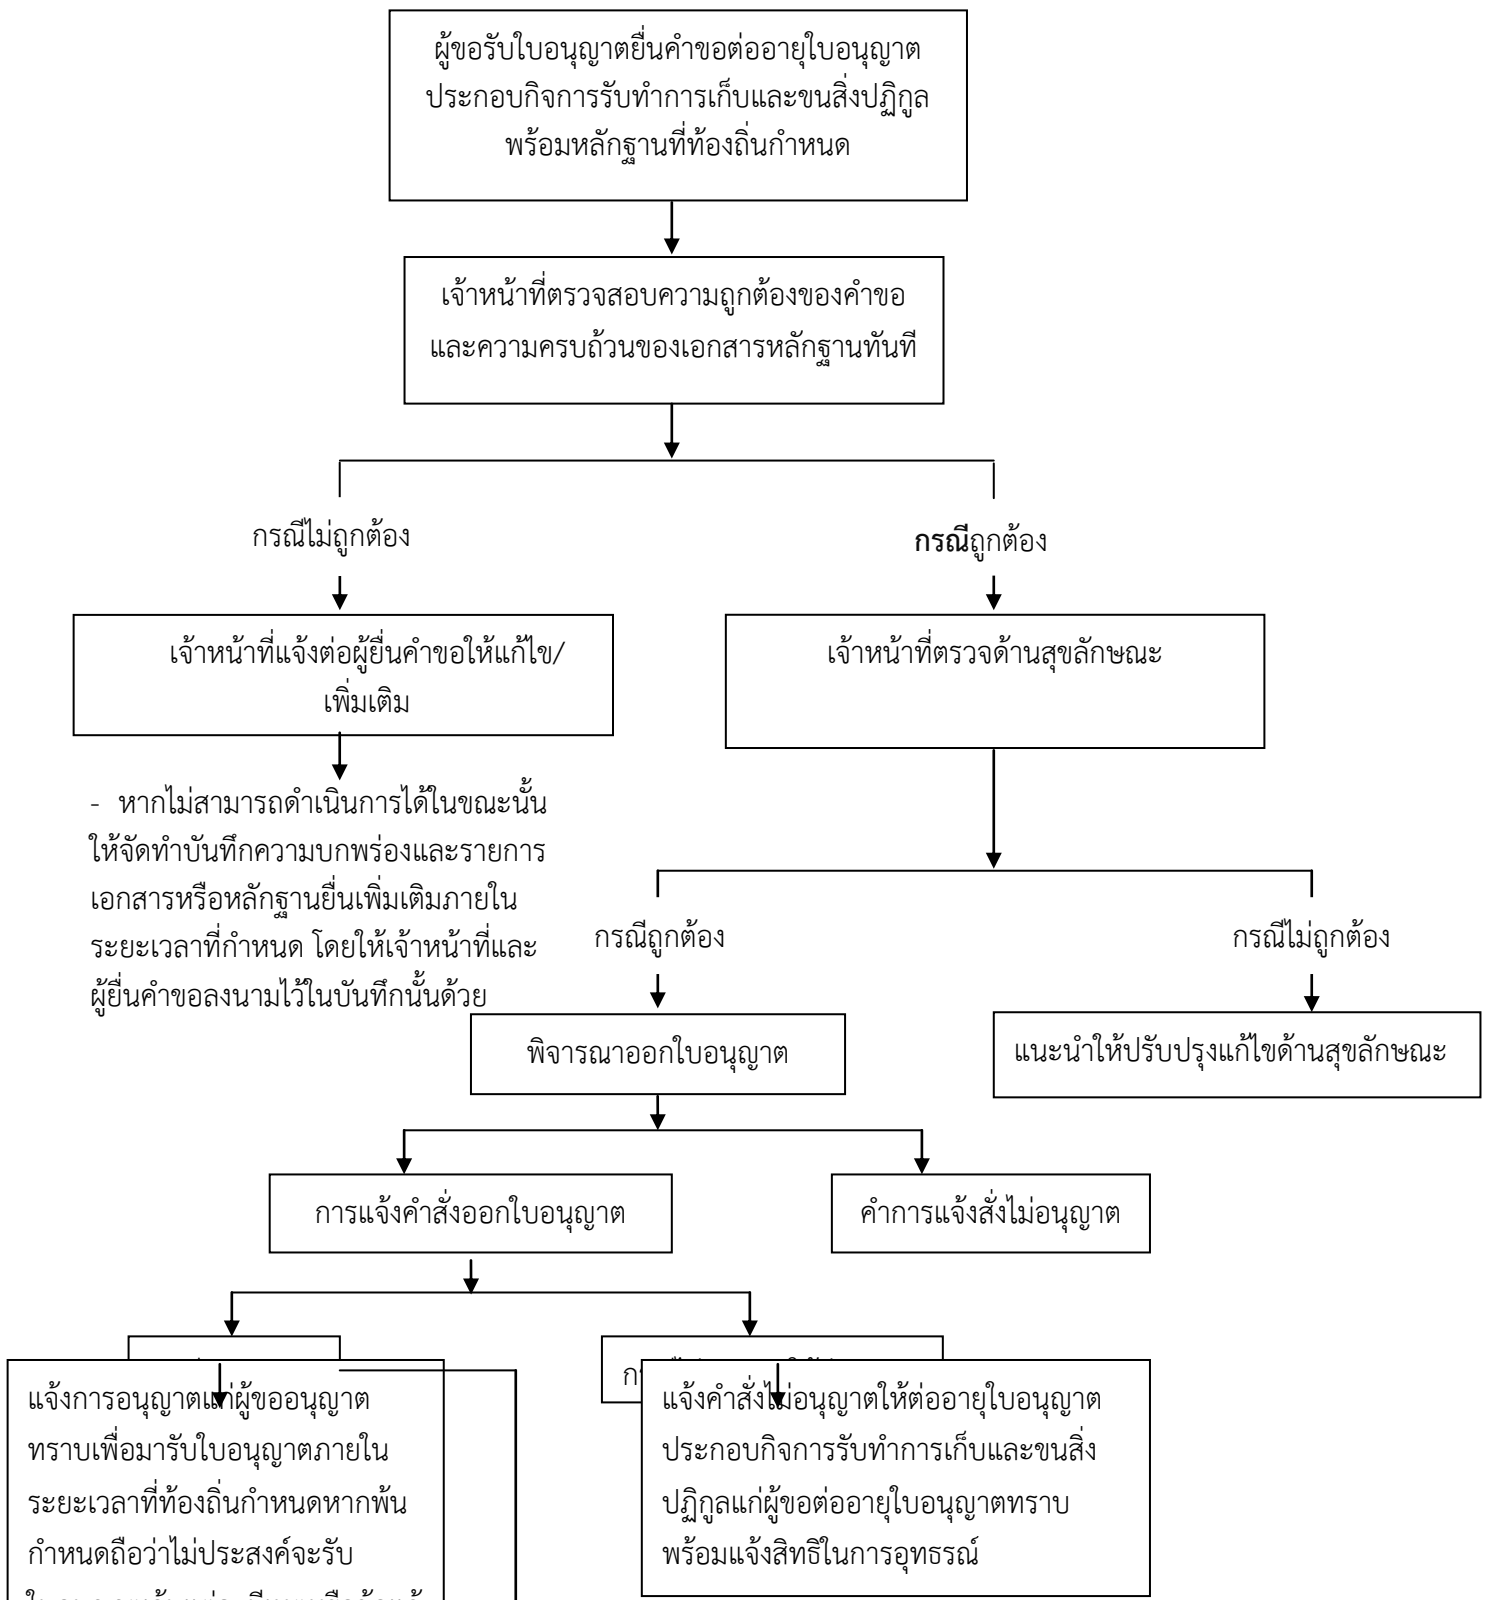 ผู้ขอรับใบอนุญาตยื่นคำขอต่ออายุใบอนุญาต
ประกอบกิจการรับทำการเก็บและขนสิ่งปฏิกูล
พร้อมหลักฐานที่ท้องถิ่นกำหนด
เจ้าหน้าที่ตรวจสอบความถูกต้องของคำขอ
และความครบถ้วนของเอกสารหลักฐานทันที
กรณีไม่ถูกต้อง
กรณีถูกต้อง
เจ้าหน้าที่แจ้งต่อผู้ยื่นคำขอให้แก้ไข/
เพิ่มเติม
เจ้าหน้าที่ตรวจด้านสุขลักษณะ
- หากไม่สามารถดำเนินการได้ในขณะนั้น
ให้จัดทำบันทึกความบกพร่องและรายการ
เอกสารหรือหลักฐานยื่นเพิ่มเติมภายใน
ระยะเวลาที่กำหนด โดยให้เจ้าหน้าที่และ
ผู้ยื่นคำขอลงนามไว้ในบันทึกนั้นด้วย
กรณีถูกต้อง
กรณีไม่ถูกต้อง
พิจารณาออกใบอนุญาต
แนะนำให้ปรับปรุงแก้ไขด้านสุขลักษณะ
การแจ้งคำสั่งออกใบอนุญาต
คำการแจ้งสั่งไม่อนุญาต
แจ้งการอนุญาตแก่ผู้ขออนุญาต
ทราบเพื่อมารับใบอนุญาตภายใน
ระยะเวลาที่ท้องถิ่นกำหนดหากพ้น
กำหนดถือว่าไม่ประสงค์จะรับ
แจ้งคำสั่งไม่อนุญาตให้ต่ออายุใบอนุญาต
ประกอบกิจการรับทำการเก็บและขนสิ่ง
ปฏิกูลแก่ผู้ขอต่ออายุใบอนุญาตทราบ
พร้อมแจ้งสิทธิในการอุทธรณ์